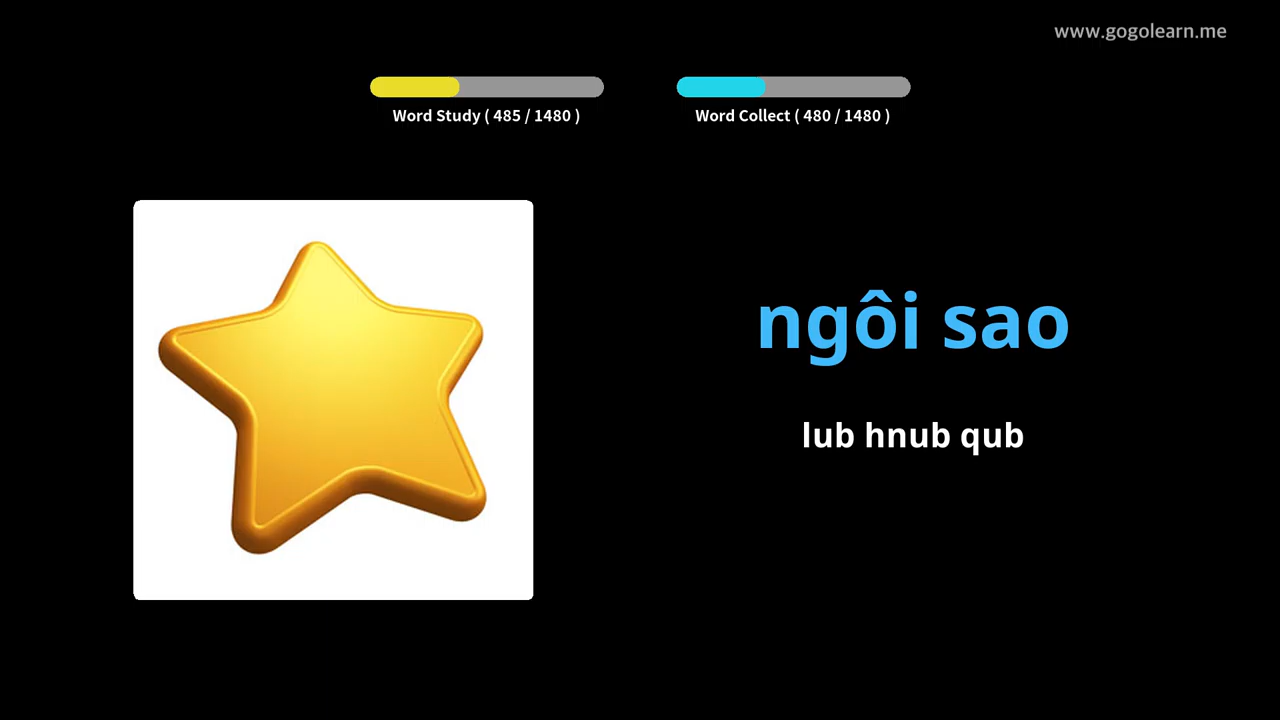 www.gogolearn.me
Word Study ( 485 / 1480 )
Word Collect ( 480 / 1480 )
ngôi sao
lub hnub qub